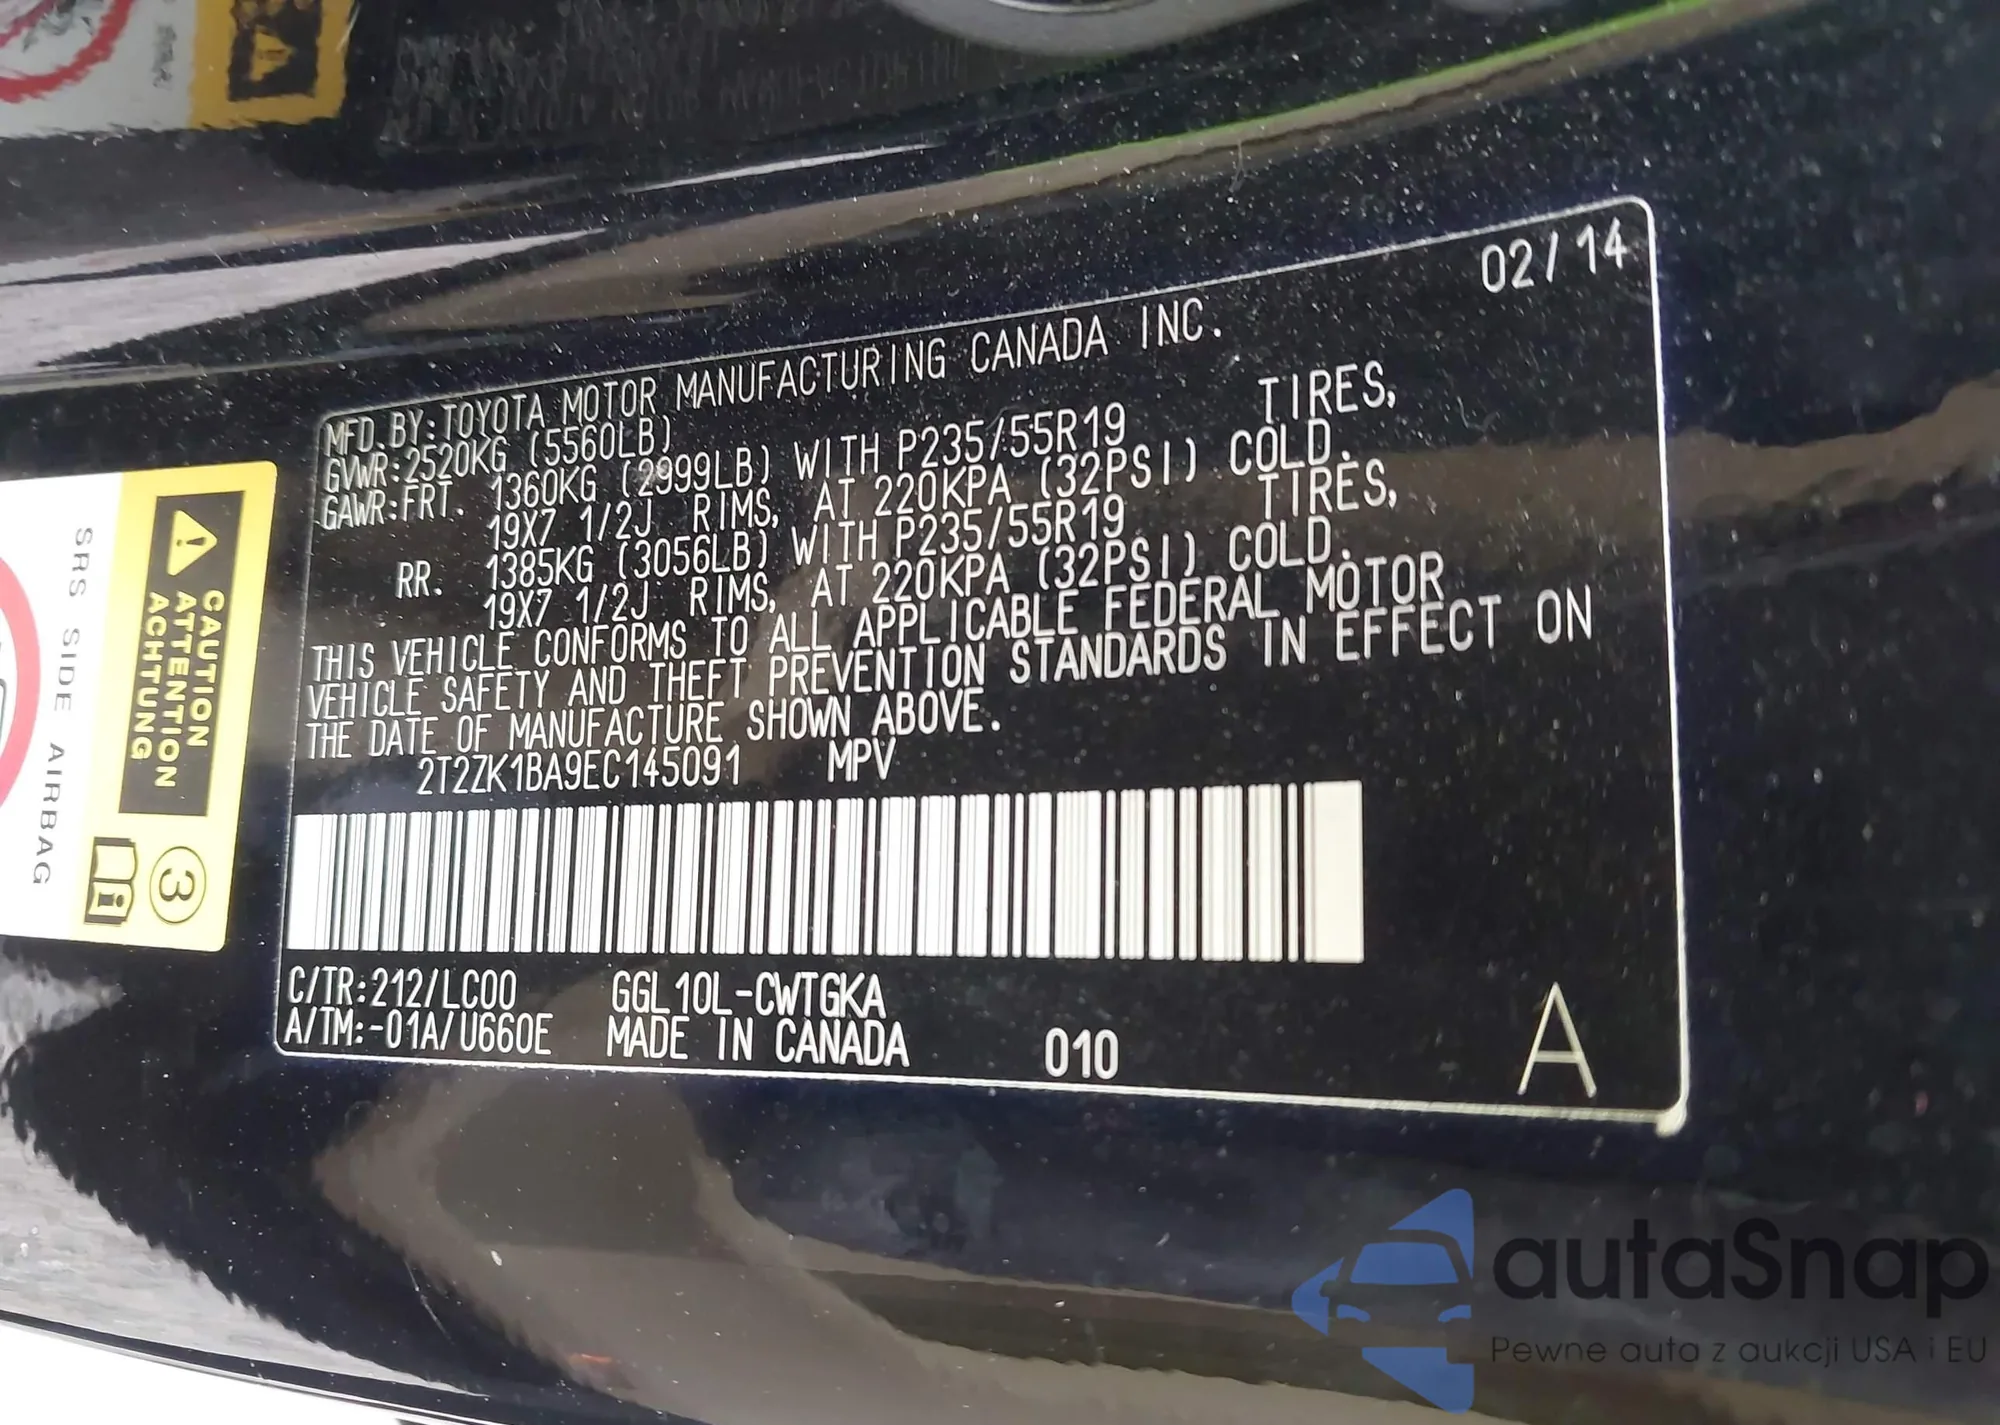 02/14
MFD. BY: TOYOTA MOTOR MANUFACTURING CANADA INC.
GVWR: 2520KG (5560LB)
GAWR: FRT. 1360KG (2999LB) WITH P235/55R19 TIRES,
19X7 1/2J RIMS, AT 220KPA (32PSI) COLD.
RR. 1385KG (3056LB) WITH P235/55R19 TIRES,
19X7 1/2J RIMS, AT 220KPA (32PSI) COLD.
THIS VEHICLE CONFORMS TO ALL APPLICABLE FEDERAL MOTOR
VEHICLE SAFETY AND THEFT PREVENTION STANDARDS IN EFFECT ON
THE DATE OF MANUFACTURE SHOWN ABOVE.
2T2ZK1BA9EC145091 MPV
C/TR: 212/LC00 GGL10L-CWTGKA
A/TM: -01A/U660E MADE IN CANADA 010 A
CAUTION
ATTENTION
ACHTUNG
3
SRS SIDE AIRBAG
autaSnap
Pewne auta z aukcji USA i EU